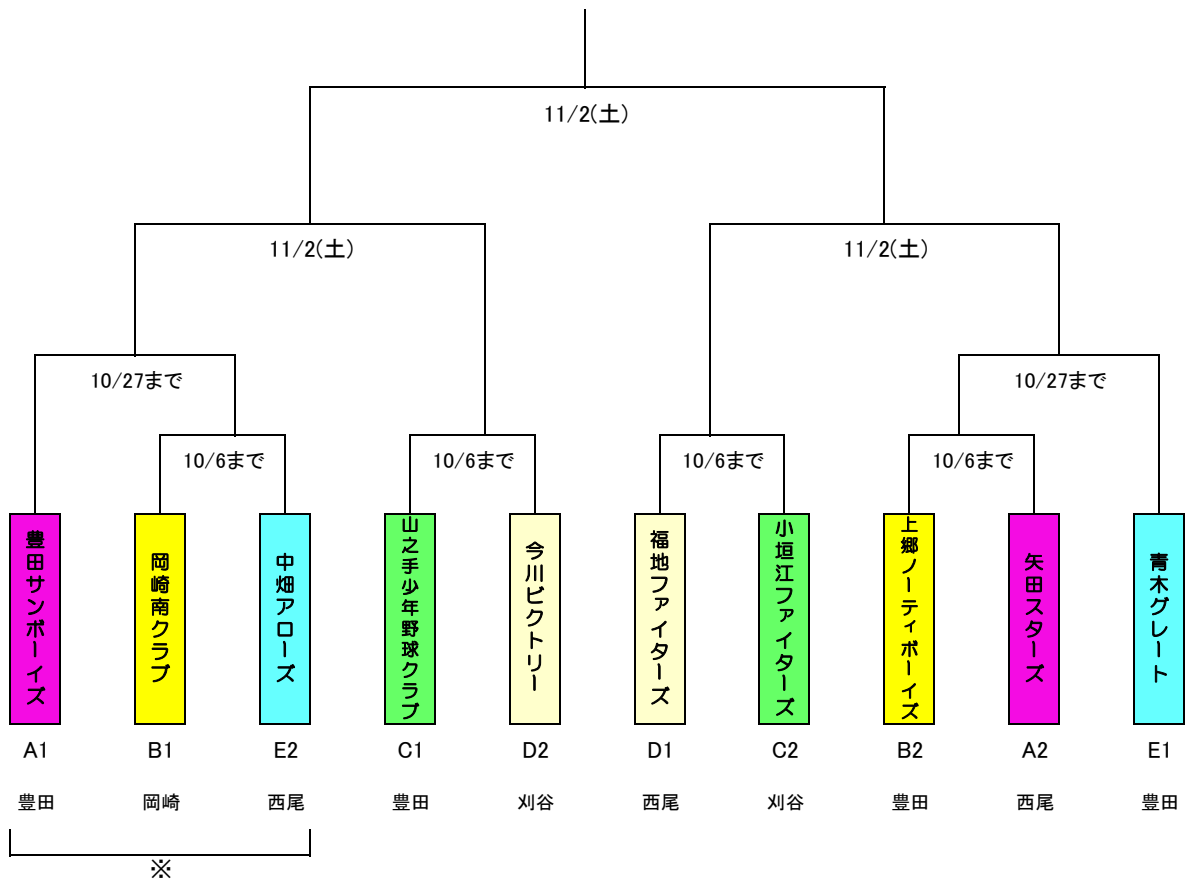 11/2(土)
11/2(土)
11/2(土)
10/27まで
10/27まで
10/6まで
10/6まで
10/6まで
10/6まで
豊田サンボーイズ
岡崎南クラブ
中畑アローズ
山之手少年野球クラブ
今川ビクトリー
福地ファイターズ
小垣江ファイターズ
上郷ノーティボーイズ
矢田スターズ
青木グレート
A1
B1
E2
C1
D2
D1
C2
B2
A2
E1
豊田
岡崎
西尾
豊田
刈谷
西尾
刈谷
豊田
西尾
豊田
※